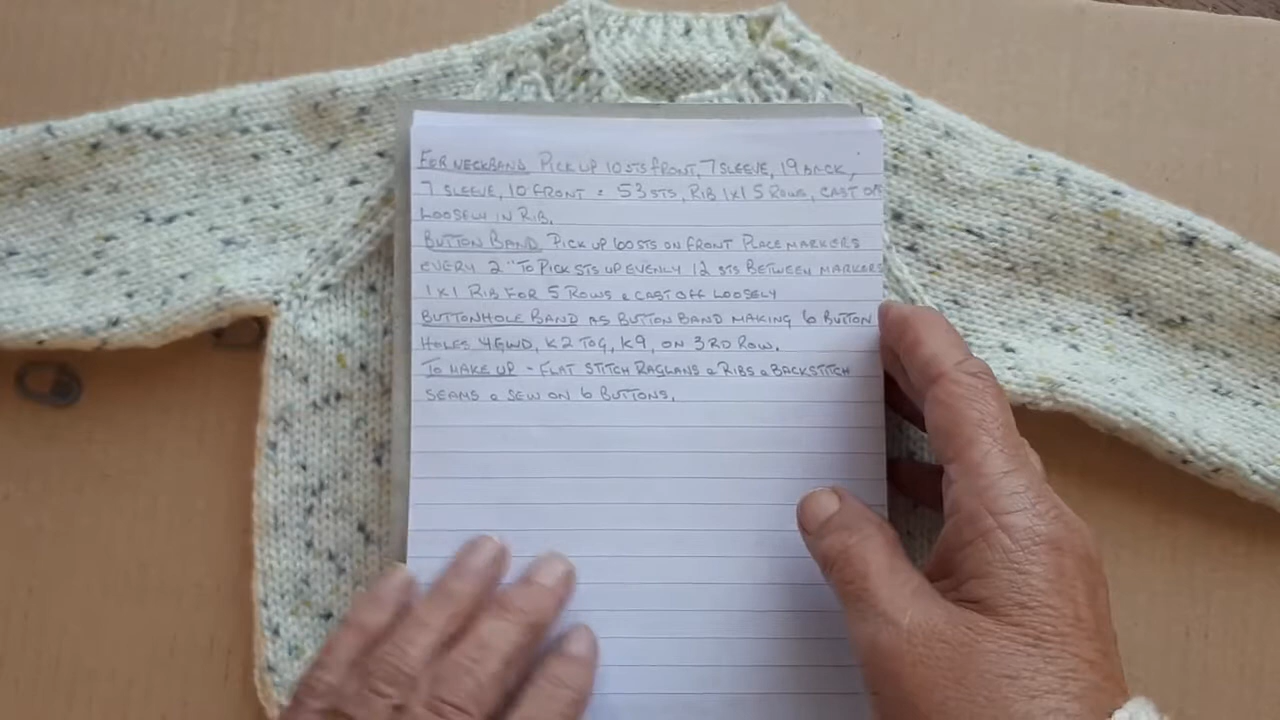 FOR NECKBAND PICK UP 10 STS FRONT, 7 SLEEVE, 19 BACK,
7 SLEEVE, 10 FRONT = 53 STS, RIB 1X1 5 ROWS, CAST OFF
LOOSELY IN RIB.
BUTTON BAND PICK UP 60 STS ON FRONT PLACE MARKERS
EVERY 2" TO PICK STS UP EVENLY 12 STS BETWEEN MARKERS
1X1 RIB FOR 5 ROWS & CAST OFF LOOSELY
BUTTONHOLE BAND AS BUTTON BAND MAKING 6 BUTTON
HOLES YFWD, K2 TOG, K9, ON 3RD ROW.
TO MAKE UP - FLAT STITCH RAGLANS & RIBS & BACKSTITCH
SEAMS & SEW ON 6 BUTTONS.